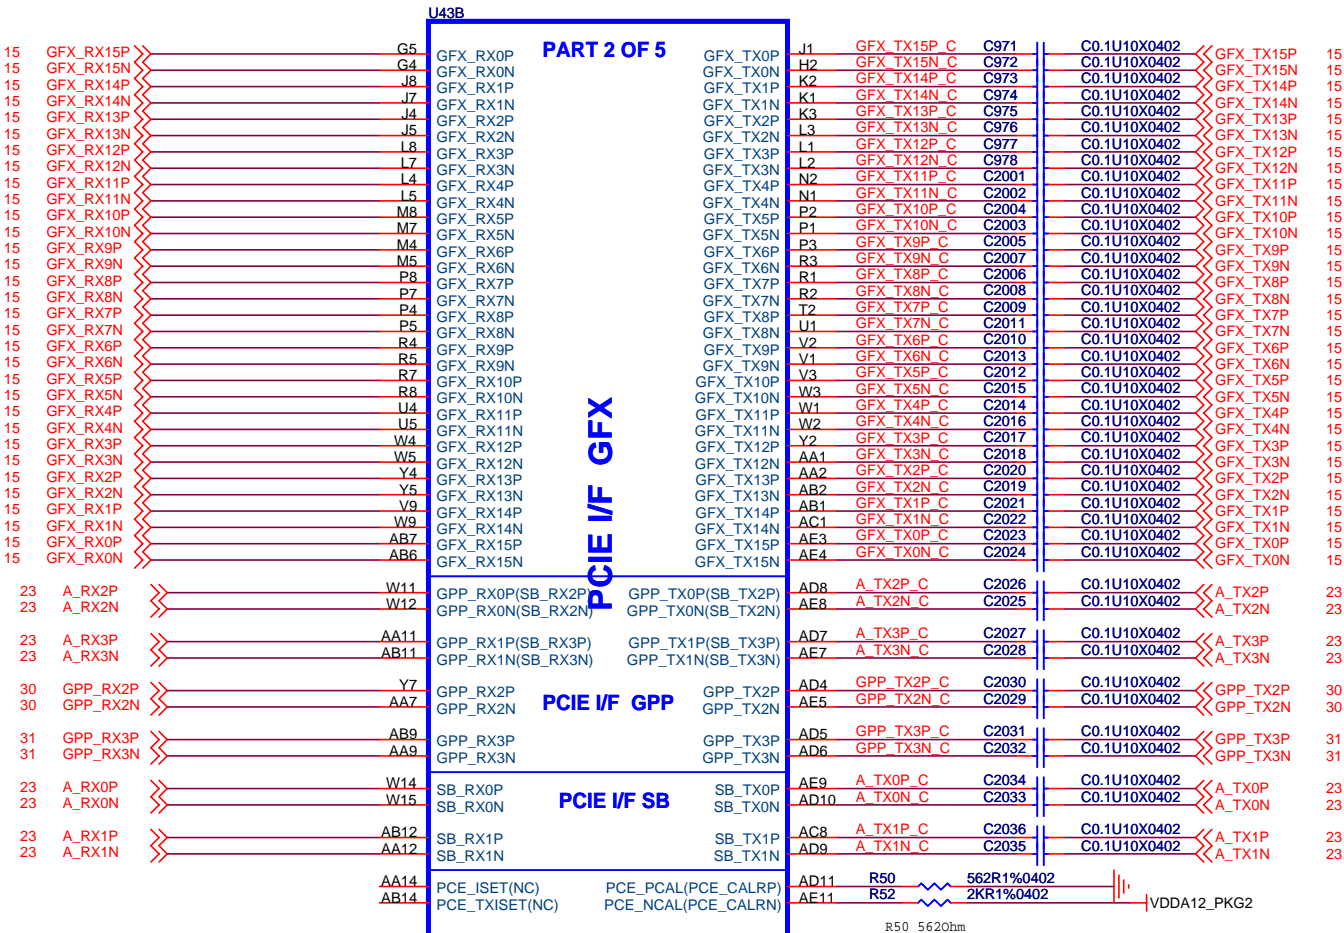 U43B
PART 2 OF 5
15 GFX_RX15P G5 GFX_RX0P GFX_TX0P J1 GFX_TX15P_C C971 C0.1U10X0402 GFX_TX15P 15
15 GFX_RX15N G4 GFX_RX0N GFX_TX0N H2 GFX_TX15N_C C972 C0.1U10X0402 GFX_TX15N 15
15 GFX_RX14P J8 GFX_RX1P GFX_TX1P K2 GFX_TX14P_C C973 C0.1U10X0402 GFX_TX14P 15
15 GFX_RX14N J7 GFX_RX1N GFX_TX1N K1 GFX_TX14N_C C974 C0.1U10X0402 GFX_TX14N 15
15 GFX_RX13P J4 GFX_RX2P GFX_TX2P K3 GFX_TX13P_C C975 C0.1U10X0402 GFX_TX13P 15
15 GFX_RX13N J5 GFX_RX2N GFX_TX2N L3 GFX_TX13N_C C976 C0.1U10X0402 GFX_TX13N 15
15 GFX_RX12P L8 GFX_RX3P GFX_TX3P L1 GFX_TX12P_C C977 C0.1U10X0402 GFX_TX12P 15
15 GFX_RX12N L7 GFX_RX3N GFX_TX3N L2 GFX_TX12N_C C978 C0.1U10X0402 GFX_TX12N 15
15 GFX_RX11P L4 GFX_RX4P GFX_TX4P N2 GFX_TX11P_C C2001 C0.1U10X0402 GFX_TX11P 15
15 GFX_RX11N L5 GFX_RX4N GFX_TX4N N1 GFX_TX11N_C C2002 C0.1U10X0402 GFX_TX11N 15
15 GFX_RX10P M8 GFX_RX5P GFX_TX5P P2 GFX_TX10P_C C2004 C0.1U10X0402 GFX_TX10P 15
15 GFX_RX10N M7 GFX_RX5N GFX_TX5N P1 GFX_TX10N_C C2003 C0.1U10X0402 GFX_TX10N 15
15 GFX_RX9P M4 GFX_RX6P GFX_TX6P P3 GFX_TX9P_C C2005 C0.1U10X0402 GFX_TX9P 15
15 GFX_RX9N M5 GFX_RX6N GFX_TX6N R3 GFX_TX9N_C C2007 C0.1U10X0402 GFX_TX9N 15
15 GFX_RX8P P8 GFX_RX7P GFX_TX7P R1 GFX_TX8P_C C2006 C0.1U10X0402 GFX_TX8P 15
15 GFX_RX8N P7 GFX_RX7N GFX_TX7N R2 GFX_TX8N_C C2008 C0.1U10X0402 GFX_TX8N 15
15 GFX_RX7P P4 GFX_RX8P GFX_TX8P T2 GFX_TX7P_C C2009 C0.1U10X0402 GFX_TX7P 15
15 GFX_RX7N P5 GFX_RX8N GFX_TX8N U1 GFX_TX7N_C C2011 C0.1U10X0402 GFX_TX7N 15
15 GFX_RX6P R4 GFX_RX9P GFX_TX9P V2 GFX_TX6P_C C2010 C0.1U10X0402 GFX_TX6P 15
15 GFX_RX6N R5 GFX_RX9N GFX_TX9N V1 GFX_TX6N_C C2013 C0.1U10X0402 GFX_TX6N 15
15 GFX_RX5P R7 GFX_RX10P GFX_TX10P V3 GFX_TX5P_C C2012 C0.1U10X0402 GFX_TX5P 15
15 GFX_RX5N R8 GFX_RX10N GFX_TX10N W3 GFX_TX5N_C C2015 C0.1U10X0402 GFX_TX5N 15
15 GFX_RX4P U4 GFX_RX11P GFX_TX11P W1 GFX_TX4P_C C2014 C0.1U10X0402 GFX_TX4P 15
15 GFX_RX4N U5 GFX_RX11N GFX_TX11N W2 GFX_TX4N_C C2016 C0.1U10X0402 GFX_TX4N 15
15 GFX_RX3P W4 GFX_RX12P GFX_TX12P Y2 GFX_TX3P_C C2017 C0.1U10X0402 GFX_TX3P 15
15 GFX_RX3N W5 GFX_RX12N GFX_TX12N AA1 GFX_TX3N_C C2018 C0.1U10X0402 GFX_TX3N 15
15 GFX_RX2P Y4 GFX_RX13P GFX_TX13P AA2 GFX_TX2P_C C2020 C0.1U10X0402 GFX_TX2P 15
15 GFX_RX2N Y5 GFX_RX13N GFX_TX13N AB2 GFX_TX2N_C C2019 C0.1U10X0402 GFX_TX2N 15
15 GFX_RX1P V9 GFX_RX14P GFX_TX14P AB1 GFX_TX1P_C C2021 C0.1U10X0402 GFX_TX1P 15
15 GFX_RX1N W9 GFX_RX14N GFX_TX14N AC1 GFX_TX1N_C C2022 C0.1U10X0402 GFX_TX1N 15
15 GFX_RX0P AB7 GFX_RX15P GFX_TX15P AE3 GFX_TX0P_C C2023 C0.1U10X0402 GFX_TX0P 15
15 GFX_RX0N AB6 GFX_RX15N GFX_TX15N AE4 GFX_TX0N_C C2024 C0.1U10X0402 GFX_TX0N 15
PCIE I/F GFX
23 A_RX2P W11 GPP_RX0P(SB_RX2P) GPP_TX0P(SB_TX2P) AD8 A_TX2P_C C2026 C0.1U10X0402 A_TX2P 23
23 A_RX2N W12 GPP_RX0N(SB_RX2N) GPP_TX0N(SB_TX2N) AE8 A_TX2N_C C2025 C0.1U10X0402 A_TX2N 23
23 A_RX3P AA11 GPP_RX1P(SB_RX3P) GPP_TX1P(SB_TX3P) AD7 A_TX3P_C C2027 C0.1U10X0402 A_TX3P 23
23 A_RX3N AB11 GPP_RX1N(SB_RX3N) GPP_TX1N(SB_TX3N) AE7 A_TX3N_C C2028 C0.1U10X0402 A_TX3N 23
30 GPP_RX2P Y7 GPP_RX2P GPP_TX2P AD4 GPP_TX2P_C C2030 C0.1U10X0402 GPP_TX2P 30
30 GPP_RX2N AA7 GPP_RX2N PCIE I/F GPP GPP_TX2N AE5 GPP_TX2N_C C2029 C0.1U10X0402 GPP_TX2N 30
31 GPP_RX3P AB9 GPP_RX3P GPP_TX3P AD5 GPP_TX3P_C C2031 C0.1U10X0402 GPP_TX3P 31
31 GPP_RX3N AA9 GPP_RX3N GPP_TX3N AD6 GPP_TX3N_C C2032 C0.1U10X0402 GPP_TX3N 31
23 A_RX0P W14 SB_RX0P SB_TX0P AE9 A_TX0P_C C2034 C0.1U10X0402 A_TX0P 23
23 A_RX0N W15 SB_RX0N PCIE I/F SB SB_TX0N AD10 A_TX0N_C C2033 C0.1U10X0402 A_TX0N 23
23 A_RX1P AB12 SB_RX1P SB_TX1P AC8 A_TX1P_C C2036 C0.1U10X0402 A_TX1P 23
23 A_RX1N AA12 SB_RX1N SB_TX1N AD9 A_TX1N_C C2035 C0.1U10X0402 A_TX1N 23
AA14 PCE_ISET(NC) PCE_PCAL(PCE_CALRP) AD11 R50 562R1%0402
AB14 PCE_TXISET(NC) PCE_NCAL(PCE_CALRN) AE11 R52 2KR1%0402 VDDA12_PKG2
R50 562Ohm